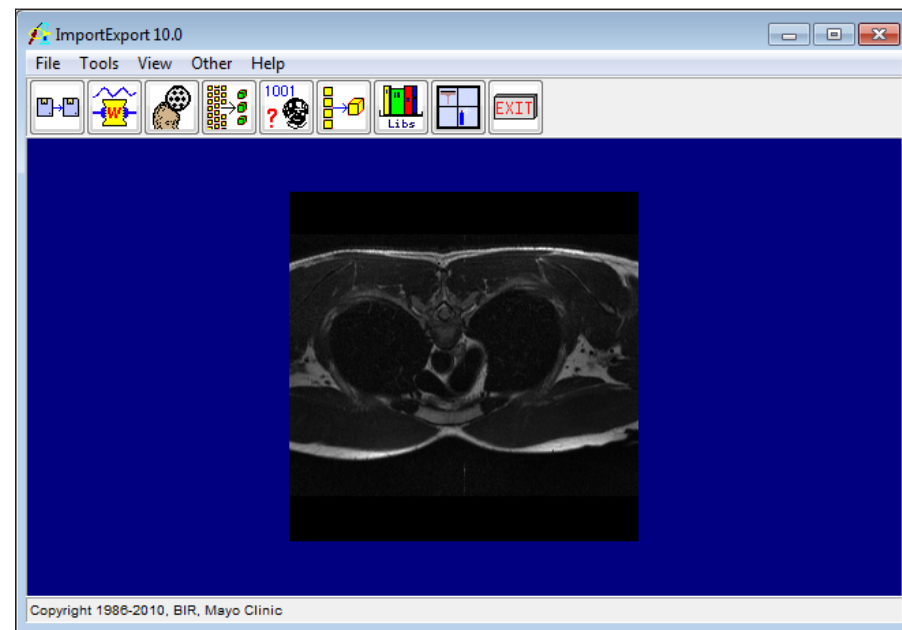 ImportExport 10.0
File Tools View Other Help
1001
?
W
Libs
EXIT
Copyright 1986-2010, BIR, Mayo Clinic